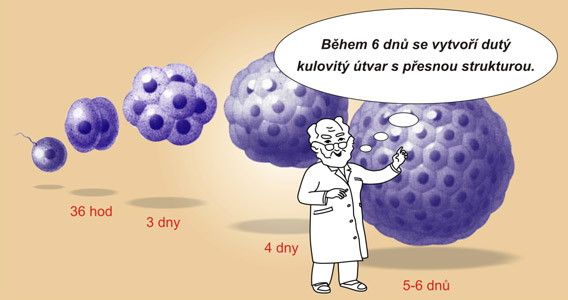 Během 6 dnů se vytvoří dutý
kulovitý útvar s přesnou strukturou.
36 hod
3 dny
4 dny
5-6 dnů